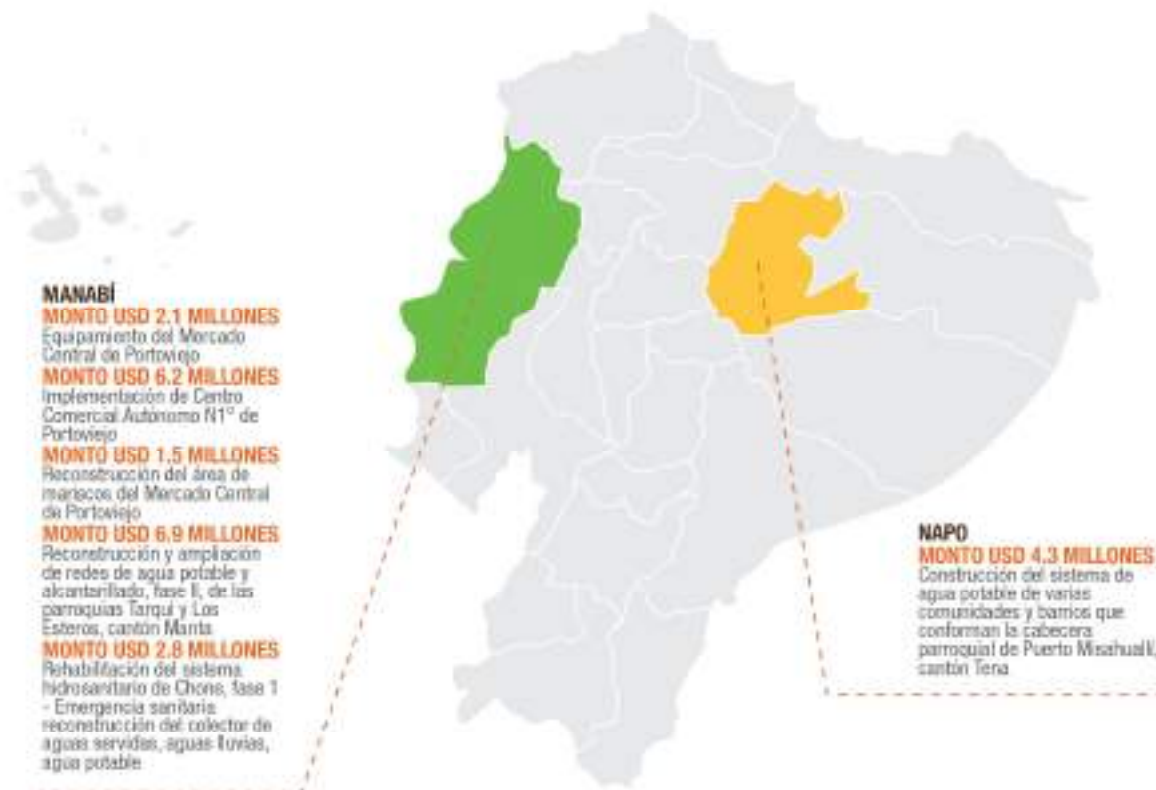 MANABÍ
MONTO USD 2.1 MILLONES
Equipamiento del Mercado
Central de Portoviejo
MONTO USD 6.2 MILLONES
Implementación de Centro
Comercial Autónomo N1° de
Portoviejo
MONTO USD 1.5 MILLONES
Reconstrucción del área de
mariscos del Mercado Central
de Portoviejo
MONTO USD 6.9 MILLONES
Reconstrucción y ampliación
de redes de agua potable y
alcantarillado, fase II, de las
parroquias Tarqui y Los
Esteros, cantón Manta
MONTO USD 2.8 MILLONES
Rehabilitación del sistema
hidrosanitario de Chone, fase 1
- Emergencia sanitaria
reconstrucción del colector de
aguas servidas, aguas lluvias,
agua potable
NAPO
MONTO USD 4.3 MILLONES
Construcción del sistema de
agua potable de varias
comunidades y barrios que
conforman la cabecera
parroquial de Puerto Misahuallí,
cantón Tena